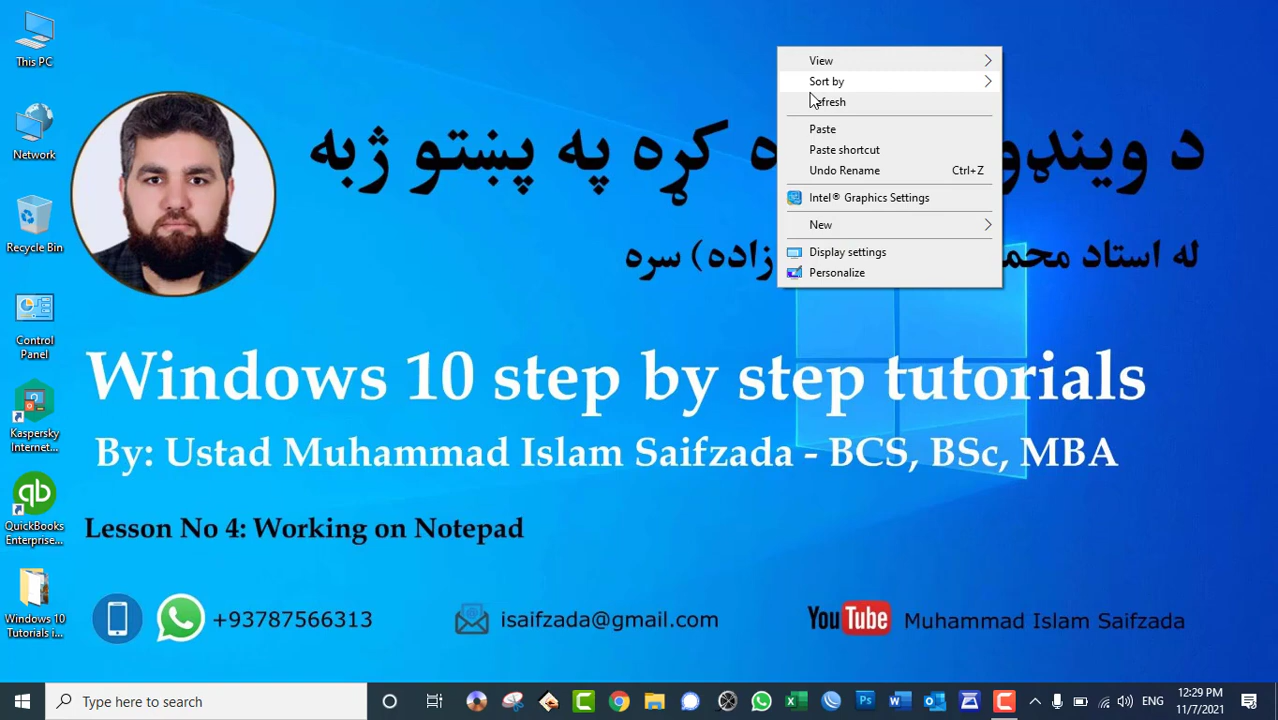 This PC
Network
Recycle Bin
Control
Panel
Kaspersky
Internet...
QuickBooks
Enterprise...
Windows 10
Tutorials i...
View
Sort by
Refresh
Paste
Paste shortcut
Undo Rename Ctrl+Z
Intel® Graphics Settings
New
Display settings
Personalize
کړه په پښتو ژبه
له استاد زاده) سره
Windows 10 step by step tutorials
By: Ustad Muhammad Islam Saifzada - BCS, BSc, MBA
Lesson No 4: Working on Notepad
+93787566313
isaifzada@gmail.com
YouTube Muhammad Islam Saifzada
Type here to search
ENG
12:29 PM
11/7/2021